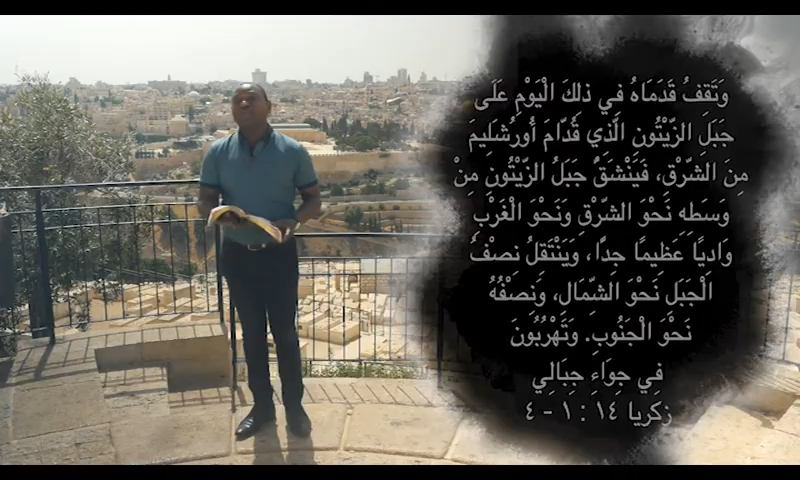 وَتَقِفُ قَدَمَاهُ فِي ذلِكَ الْيَوْمِ عَلَى
جَبَلِ الزَّيْتُونِ الَّذِي قُدَّامَ أُورُشَلِيمَ
مِنَ الشَّرْقِ، فَيَنْشَقُّ جَبَلُ الزَّيْتُونِ مِنْ
وَسَطِهِ نَحْوَ الشَّرْقِ وَنَحْوَ الْغَرْبِ
وَادِيًا عَظِيمًا جِدًّا، وَيَنْتَقِلُ نِصْفُ
الْجَبَلِ نَحْوَ الشِّمَالِ، وَنِصْفُهُ
نَحْوَ الْجَنُوبِ. وَتَهْرُبُونَ
فِي جِوَاءِ جِبَالِي
زكريا ١٤ : ١ - ٤